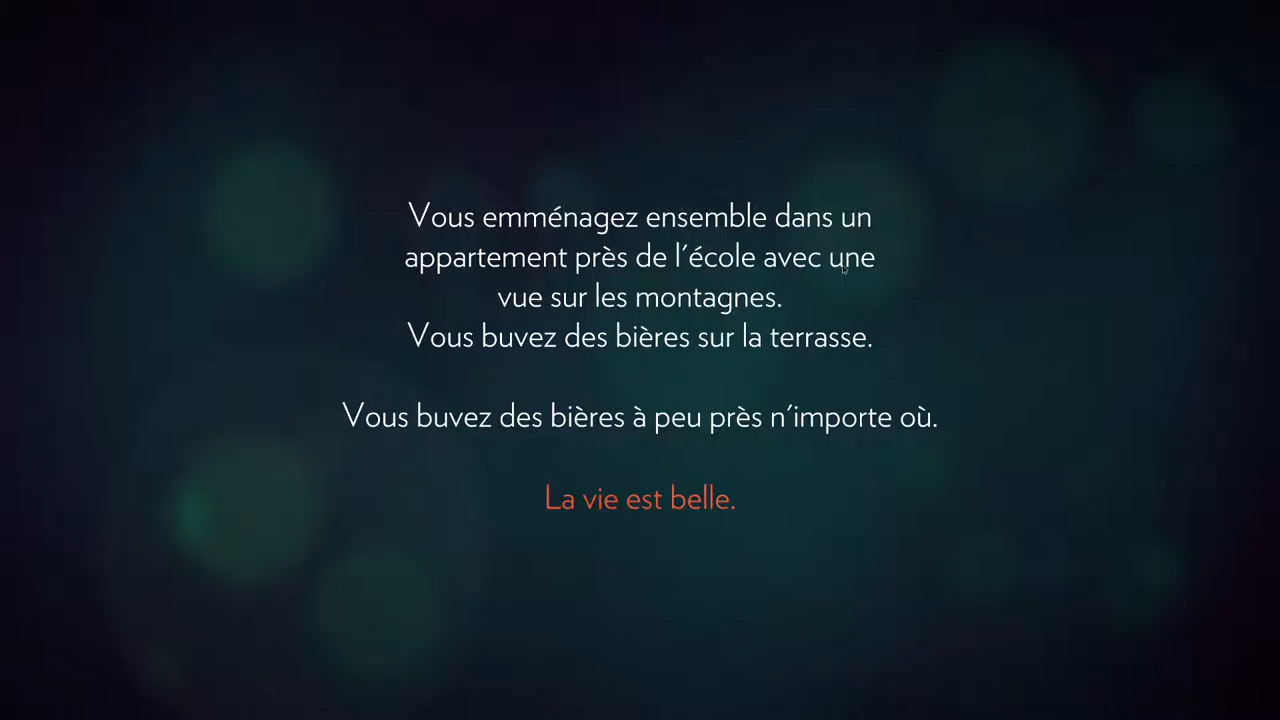 Vous emménagez ensemble dans un
appartement près de l'école avec une
vue sur les montagnes.
Vous buvez des bières sur la terrasse.
Vous buvez des bières à peu près n'importe où.
La vie est belle.